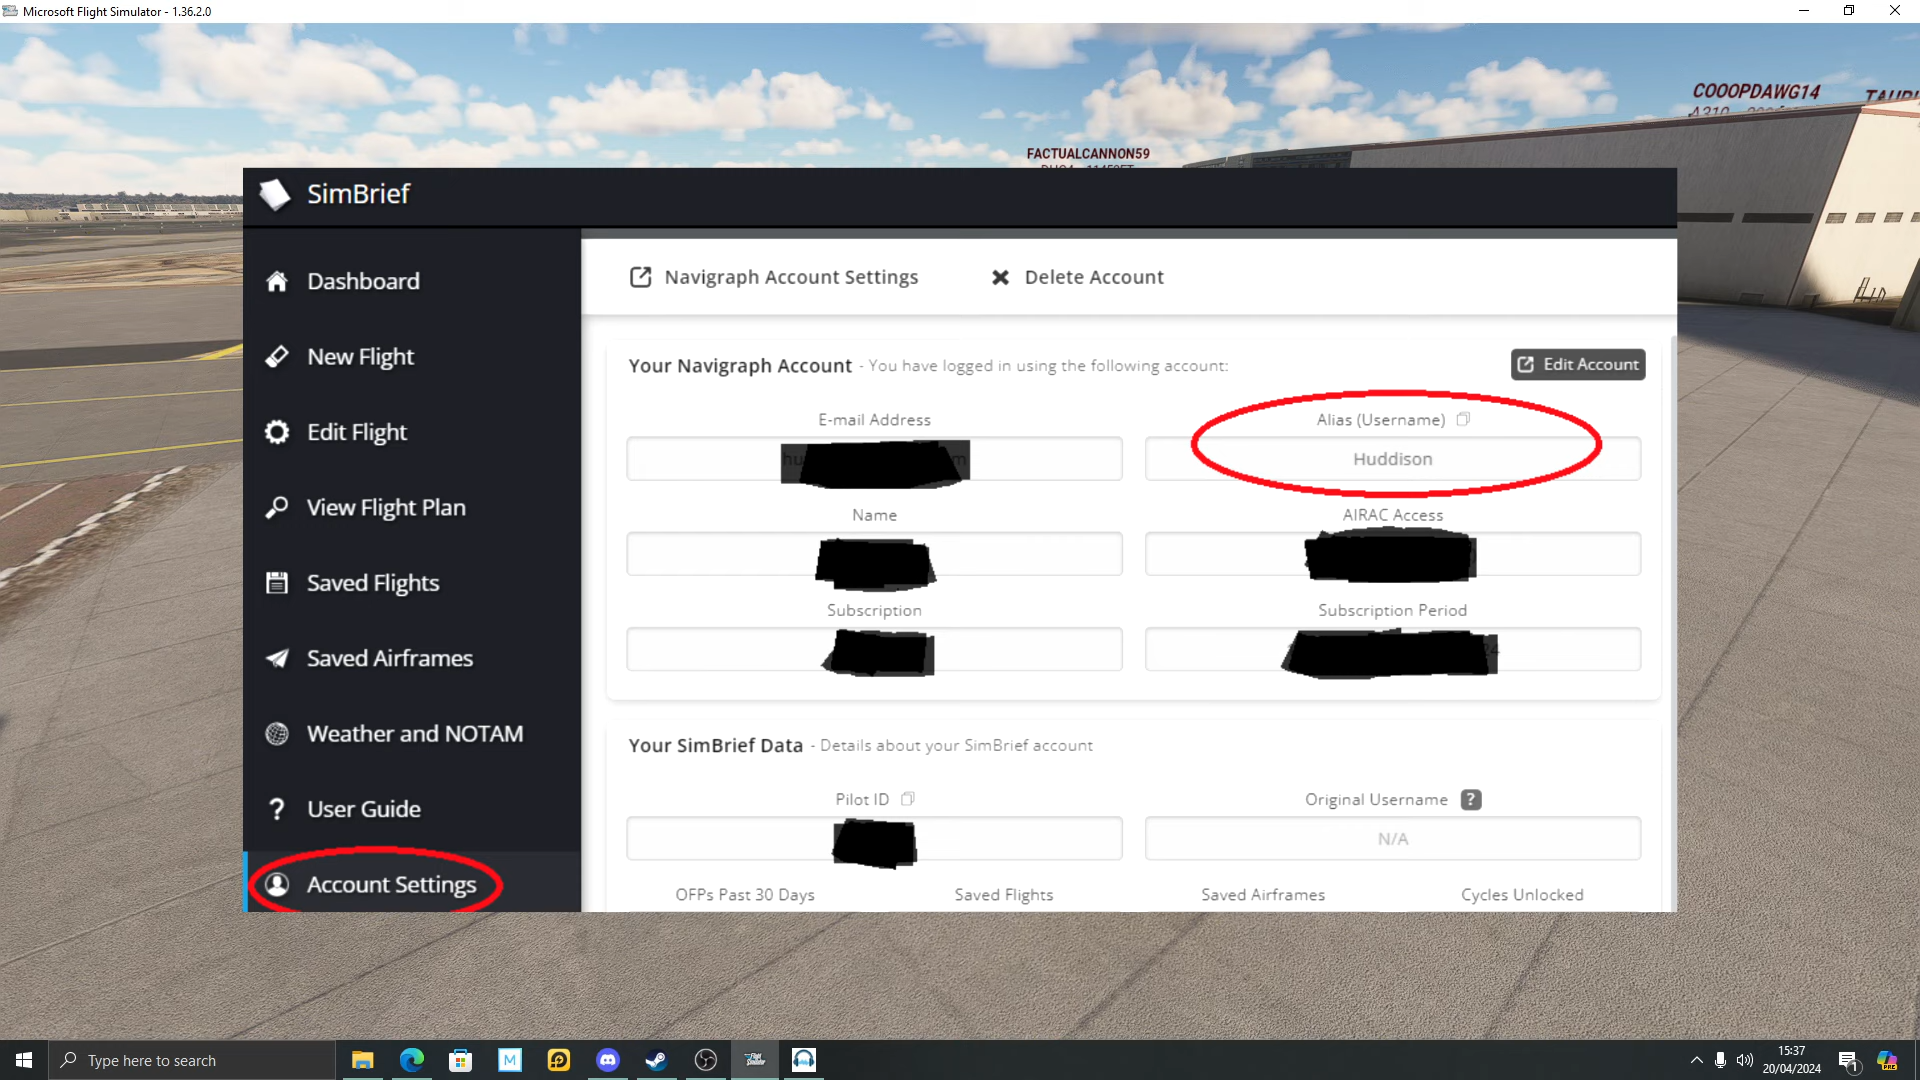 Microsoft Flight Simulator - 1.36.2.0
COOOPDAWG14
FACTUALCANNON59
SimBrief
Dashboard
New Flight
Edit Flight
View Flight Plan
Saved Flights
Saved Airframes
Weather and NOTAM
User Guide
Account Settings
Navigraph Account Settings
Delete Account
Your Navigraph Account - You have logged in using the following account:
Edit Account
E-mail Address
Alias (Username)
Huddison
Name
AIRAC Access
Subscription
Subscription Period
Your SimBrief Data - Details about your SimBrief account
Pilot ID
Original Username ?
N/A
OFPs Past 30 Days
Saved Flights
Saved Airframes
Cycles Unlocked
Type here to search
15:37
20/04/2024